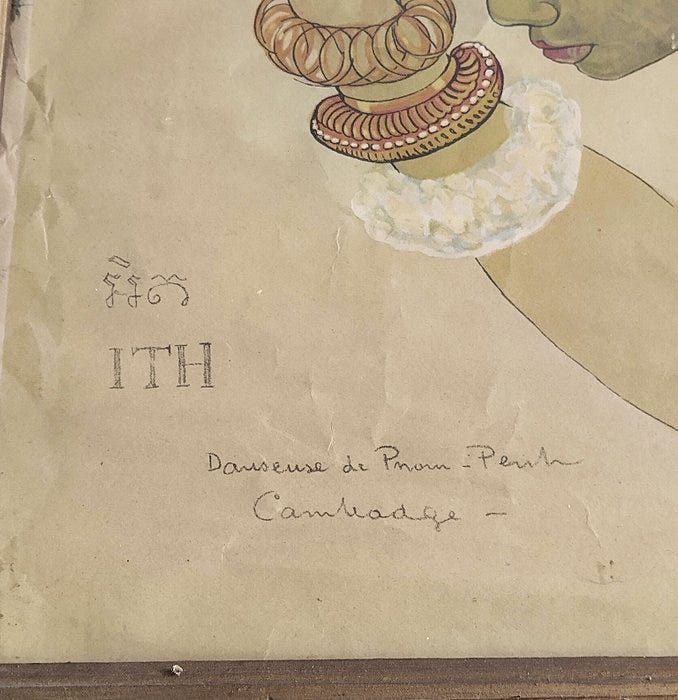 អិត
ITH
Danseuse de Pnom-Penh
Cambodge -